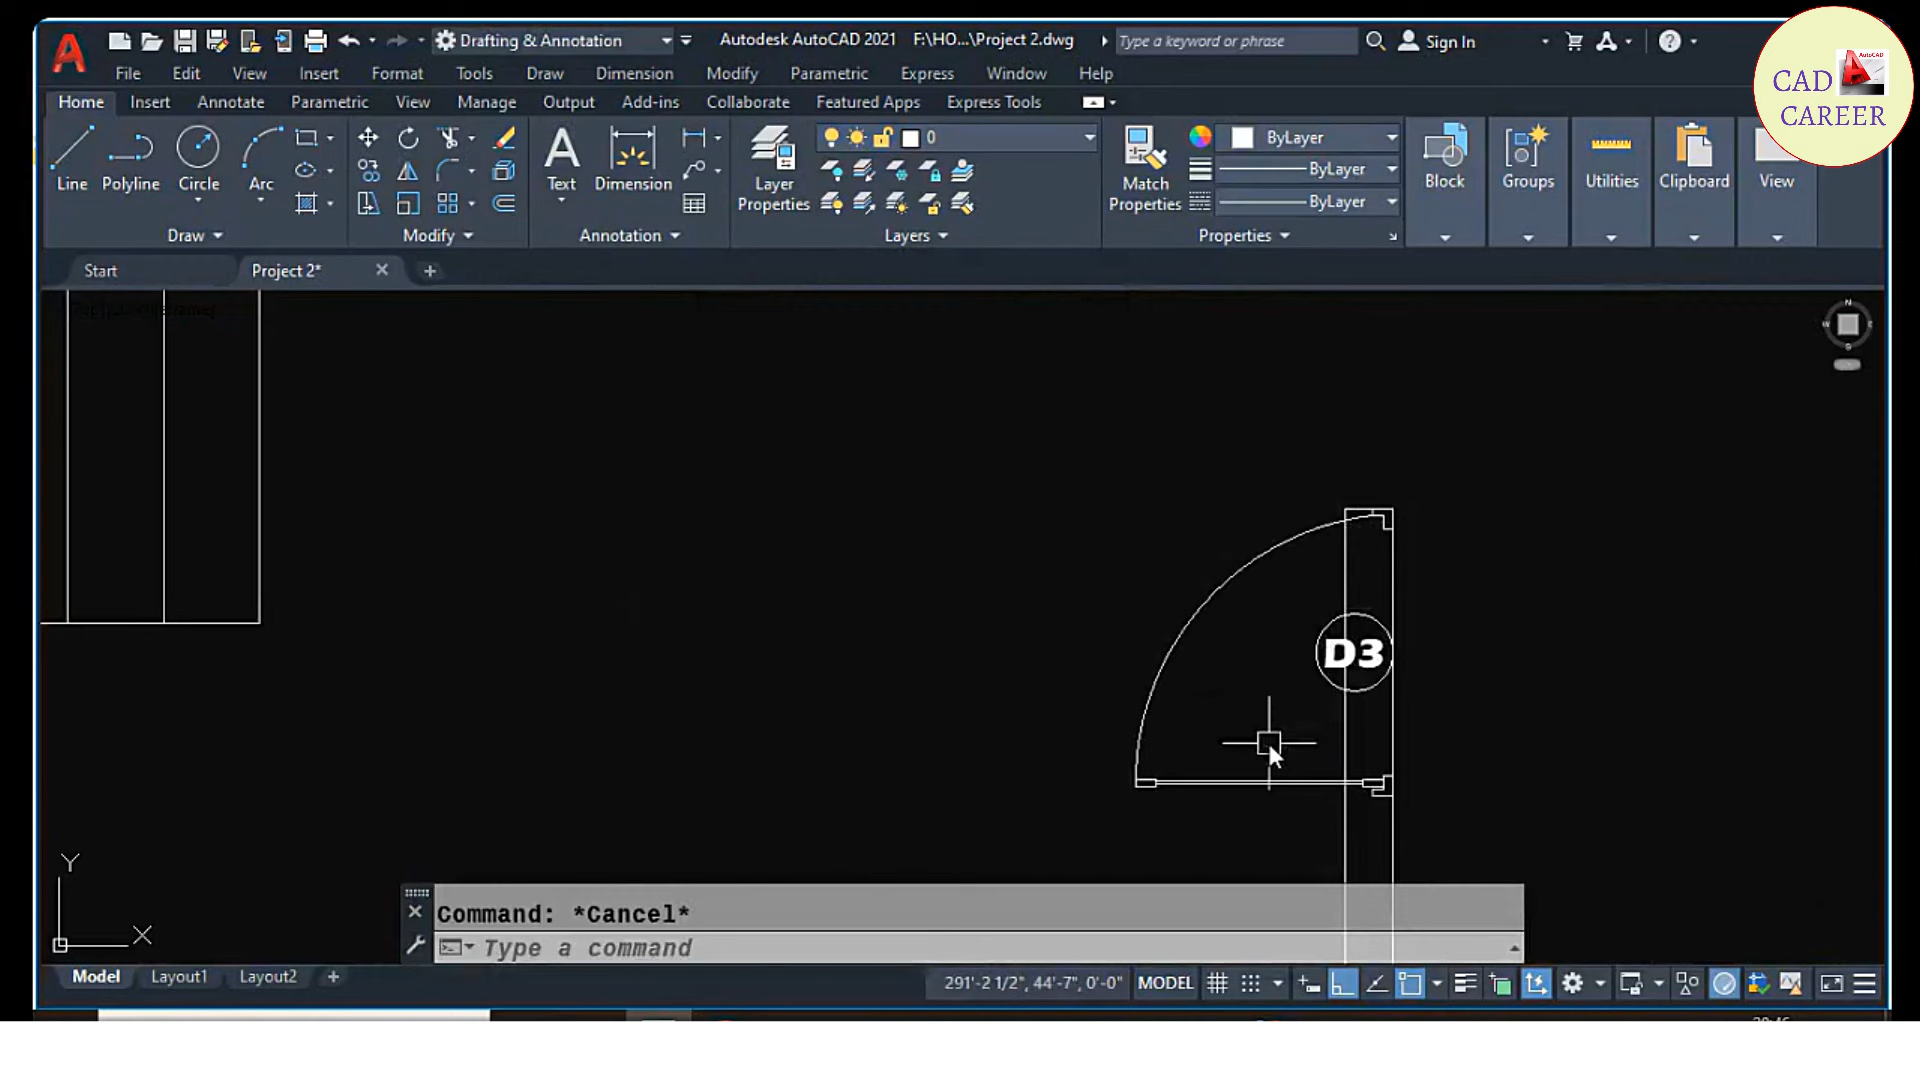 Drafting & Annotation
Autodesk AutoCAD 2021 F:\HO...\Project 2.dwg
Type a keyword or phrase
Sign In
File Edit View Insert Format Tools Draw Dimension Modify Parametric Express Window Help
Home Insert Annotate Parametric View Manage Output Add-ins Collaborate Featured Apps Express Tools
AutoCAD
CAD
CAREER
0
ByLayer
ByLayer
ByLayer
Line Polyline Circle Arc
Text Dimension
Layer
Properties
Match
Properties
Block Groups Utilities Clipboard View
Draw Modify Annotation Layers Properties
Start Project 2*
N
W
S
D3
Y
X
Command: *Cancel*
Type a command
Model Layout1 Layout2
291'-2 1/2", 44'-7", 0'-0" MODEL